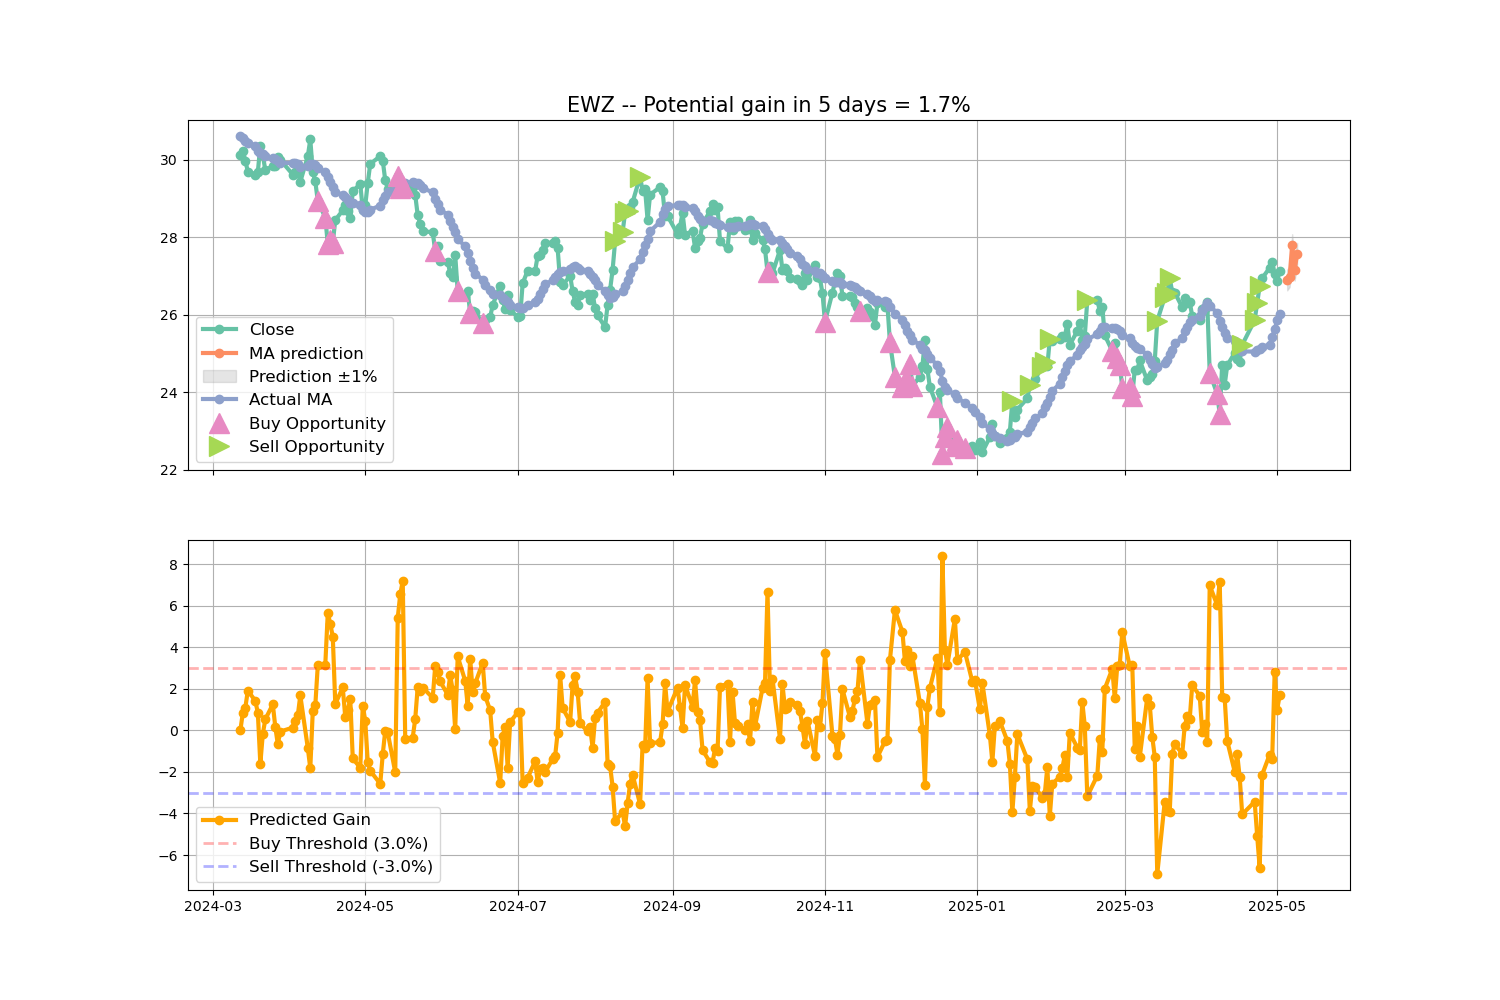 EWZ -- Potential gain in 5 days = 1.7%
30
28
26
24
22
Close
MA prediction
Prediction ±1%
Actual MA
Buy Opportunity
Sell Opportunity
8
6
4
2
0
−2
−4
−6
Predicted Gain
Buy Threshold (3.0%)
Sell Threshold (-3.0%)
2024-03 2024-05 2024-07 2024-09 2024-11 2025-01 2025-03 2025-05